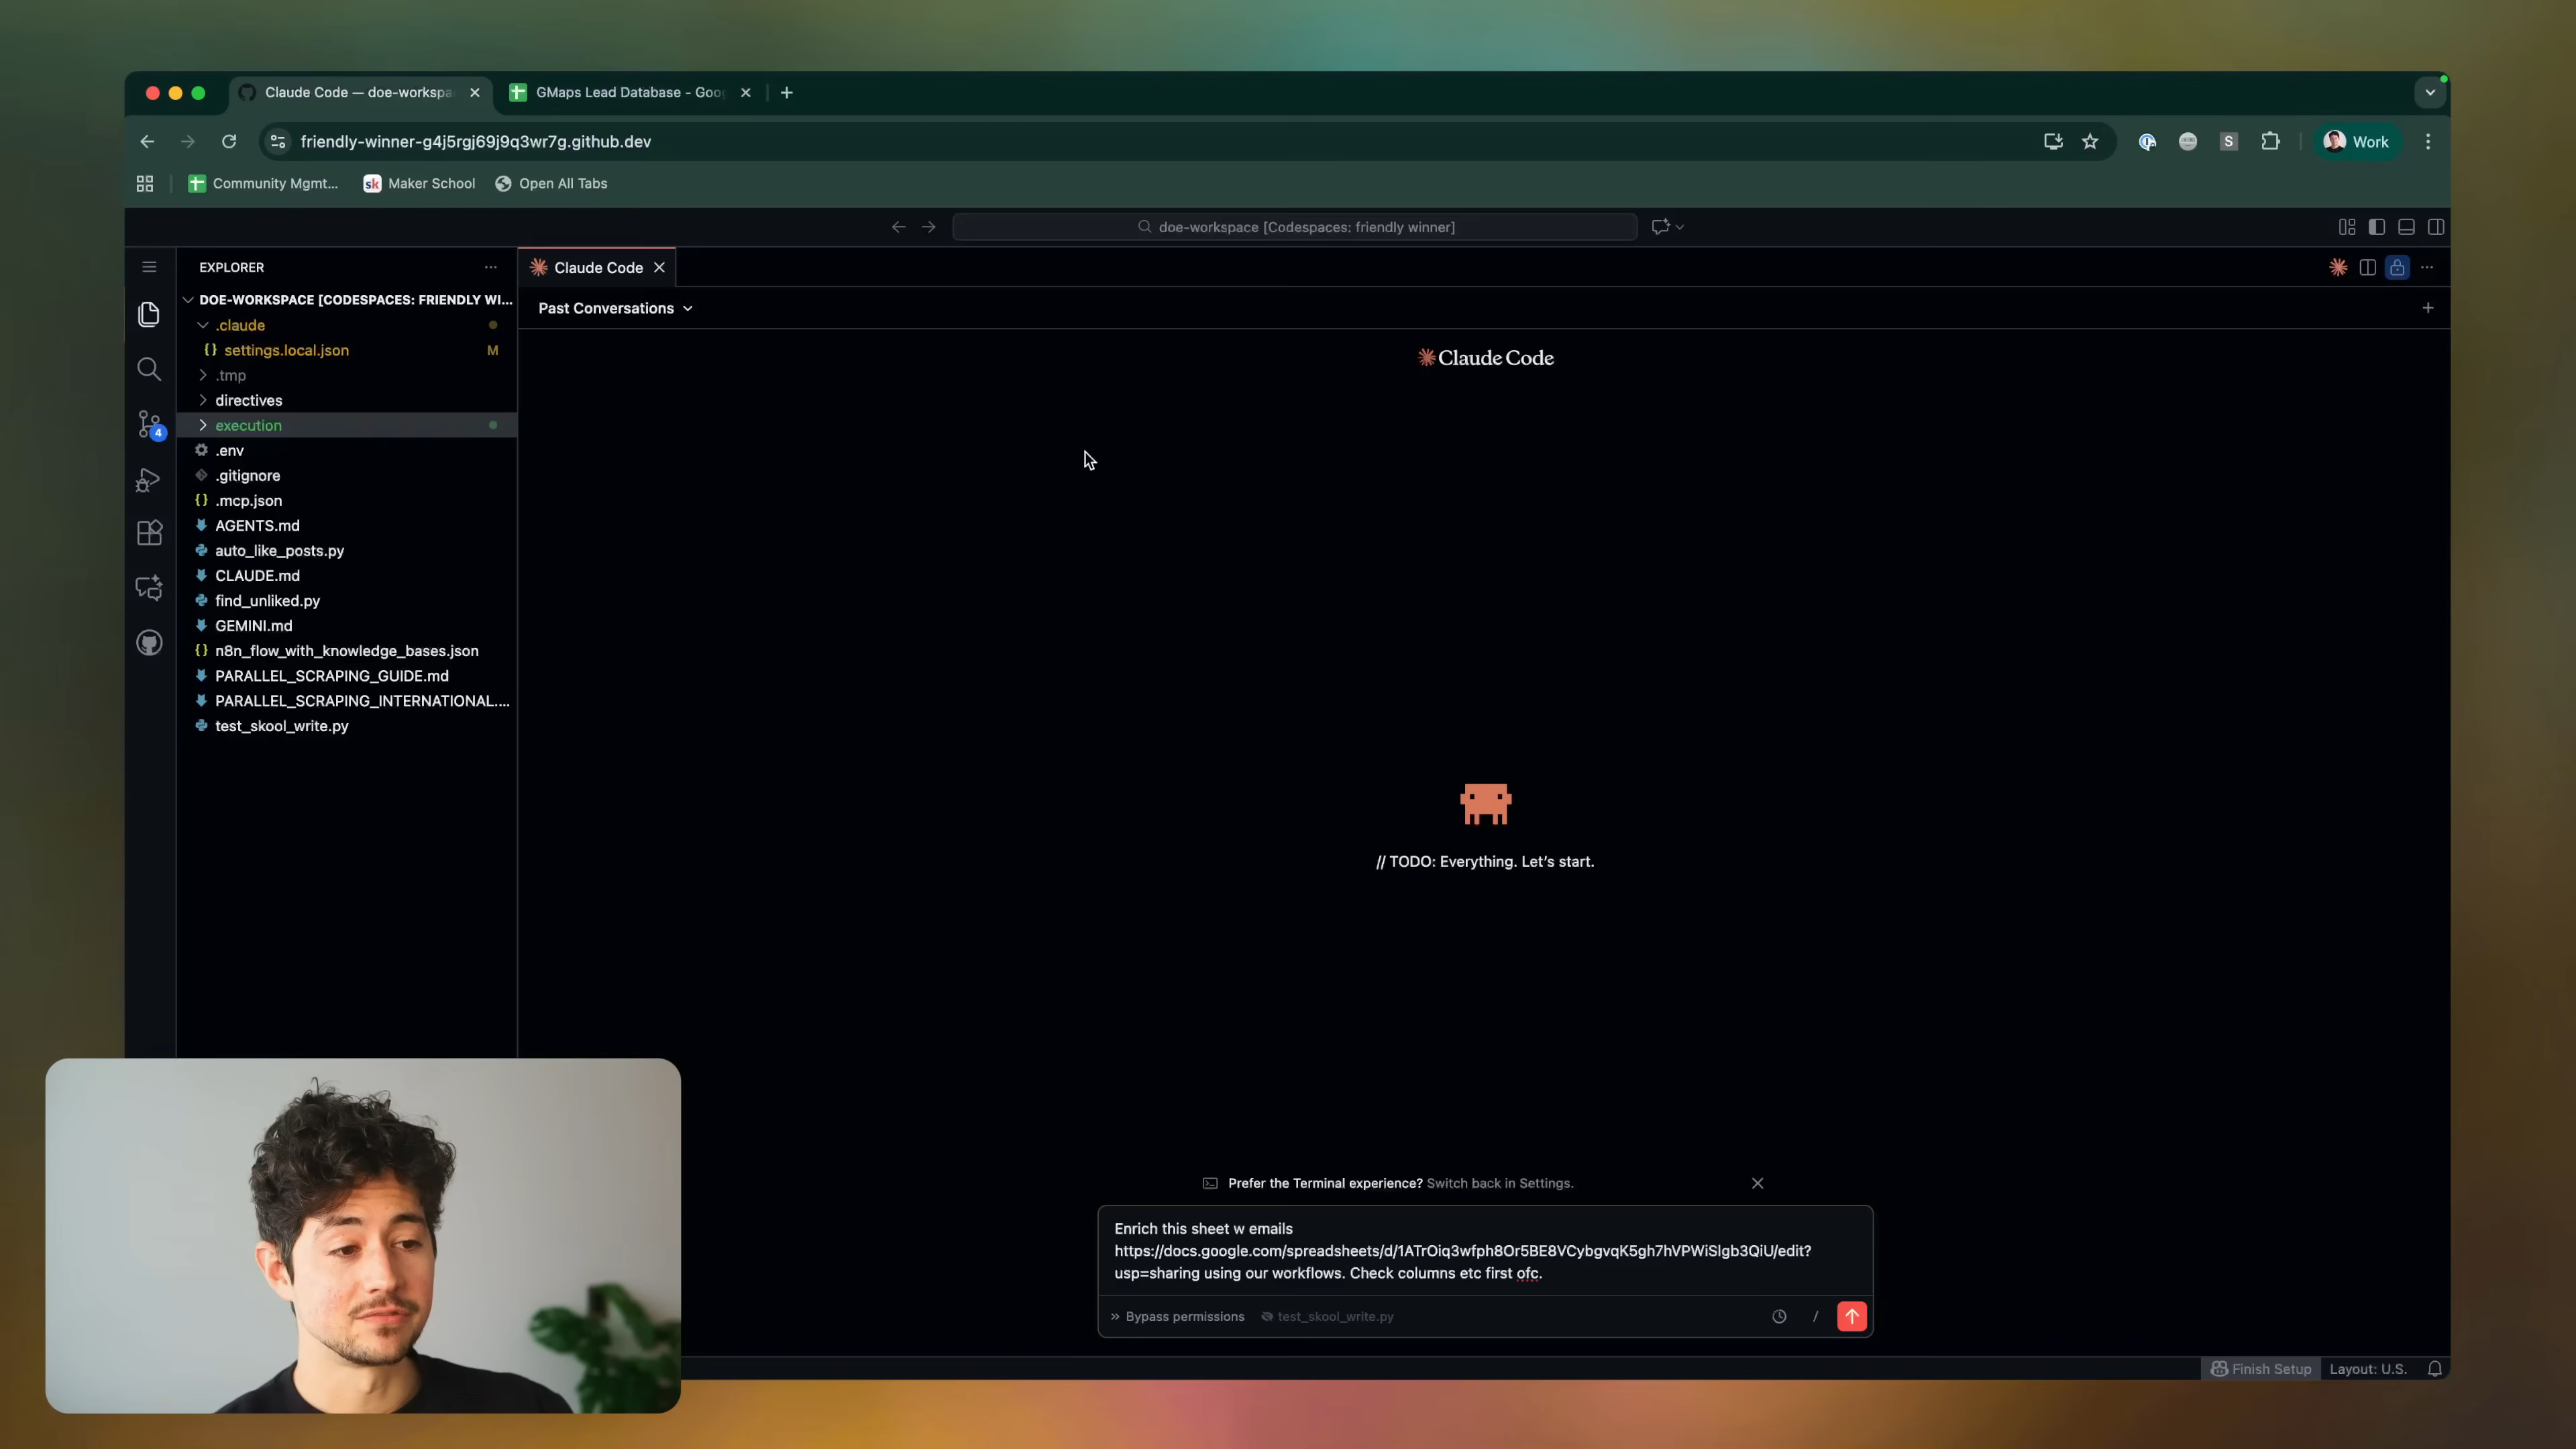 Claude Code — doe-workspa
GMaps Lead Database - Goo
friendly-winner-g4j5rgj69j9q3wr7g.github.dev
S
Work
Community Mgmt...
sk
Maker School
Open All Tabs
doe-workspace [Codespaces: friendly winner]
EXPLORER
Claude Code
DOE-WORKSPACE [CODESPACES: FRIENDLY WI...
Past Conversations
.claude
{} settings.local.json M
Claude Code
.tmp
directives
execution
4
.env
.gitignore
{} .mcp.json
AGENTS.md
auto_like_posts.py
CLAUDE.md
find_unliked.py
GEMINI.md
{} n8n_flow_with_knowledge_bases.json
PARALLEL_SCRAPING_GUIDE.md
PARALLEL_SCRAPING_INTERNATIONAL....
test_skool_write.py
// TODO: Everything. Let's start.
Prefer the Terminal experience? Switch back in Settings.
Enrich this sheet w emails
https://docs.google.com/spreadsheets/d/1ATrOiq3wfph8Or5BE8VCybgvqK5gh7hVPWiSlgb3QiU/edit?
usp=sharing using our workflows. Check columns etc first ofc.
Bypass permissions
test_skool_write.py
/
Finish Setup
Layout: U.S.